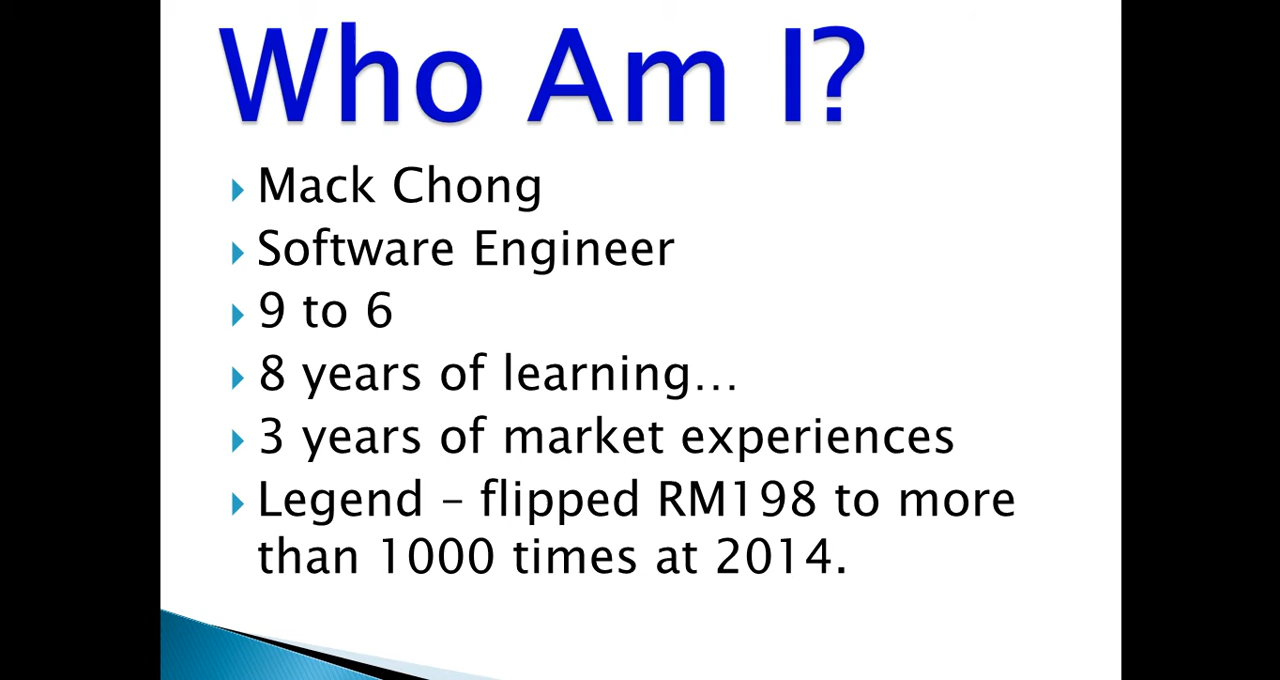 Who Am I?
Mack Chong
Software Engineer
9 to 6
8 years of learning…
3 years of market experiences
Legend – flipped RM198 to more
than 1000 times at 2014.